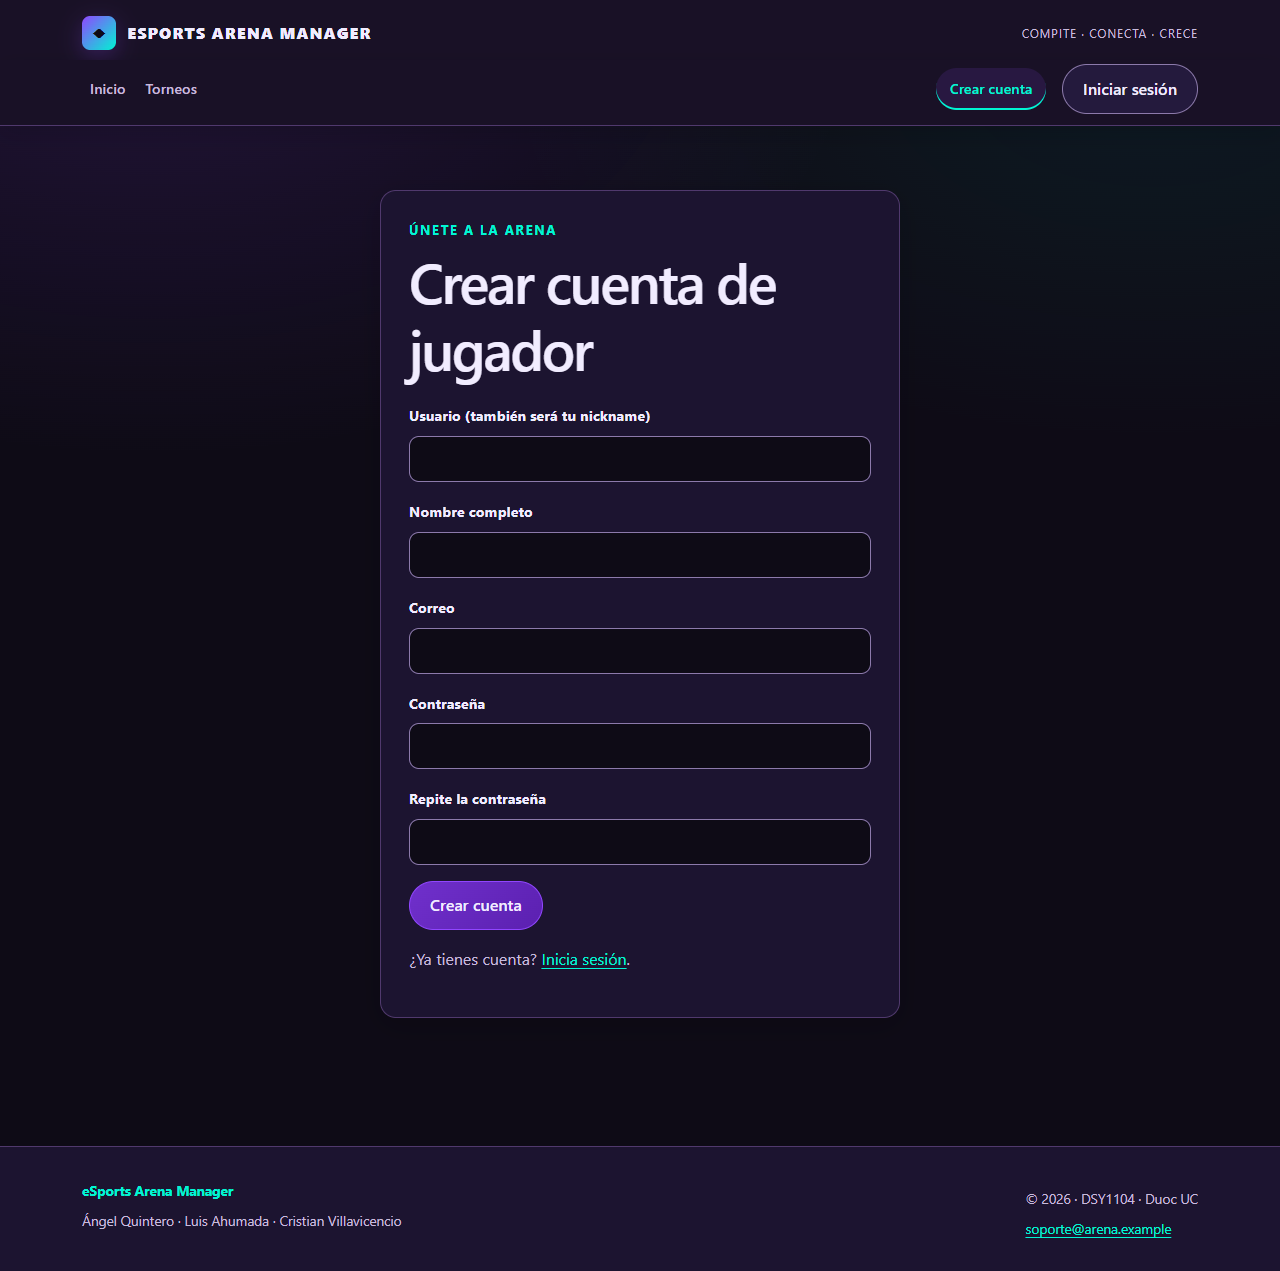 ESPORTS ARENA MANAGER
COMPITE · CONECTA · CRECE
Inicio
Torneos
Crear cuenta
Iniciar sesión
ÚNETE A LA ARENA
Crear cuenta de
jugador
Usuario (también será tu nickname)
Nombre completo
Correo
Contraseña
Repite la contraseña
Crear cuenta
¿Ya tienes cuenta? Inicia sesión.
eSports Arena Manager
Ángel Quintero · Luis Ahumada · Cristian Villavicencio
© 2026 · DSY1104 · Duoc UC
soporte@arena.example